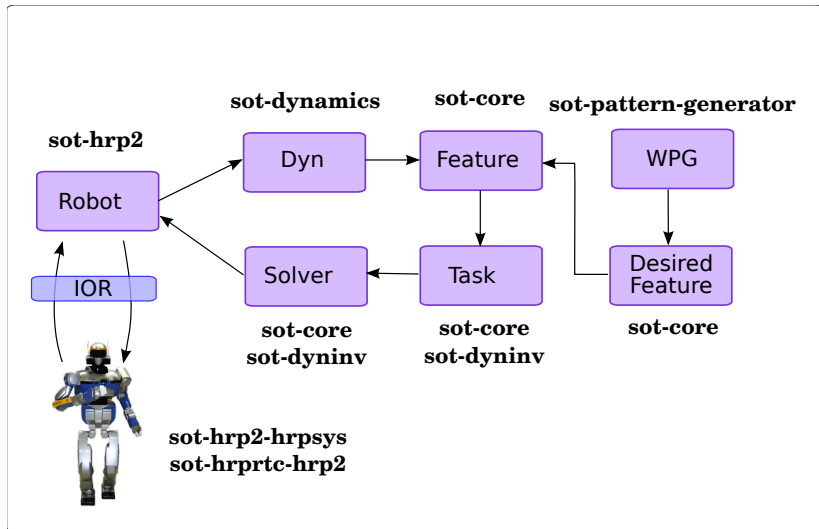 sot-dynamics
sot-core
sot-pattern-generator
sot-hrp2
Dyn
Feature
WPG
Robot
Solver
Task
Desired
Feature
IOR
sot-core
sot-dyninv
sot-core
sot-dyninv
sot-core
sot-hrp2-hrpsys
sot-hrprtc-hrp2